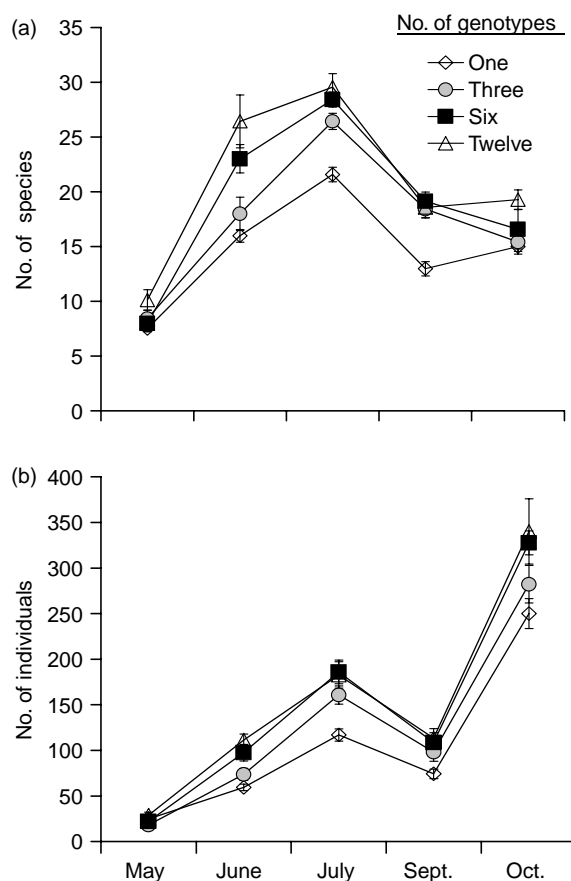 (a)
No. of genotypes
One
Three
Six
Twelve
No. of species
35
30
25
20
15
10
5
0
(b)
No. of individuals
400
350
300
250
200
150
100
50
0
May June July Sept. Oct.